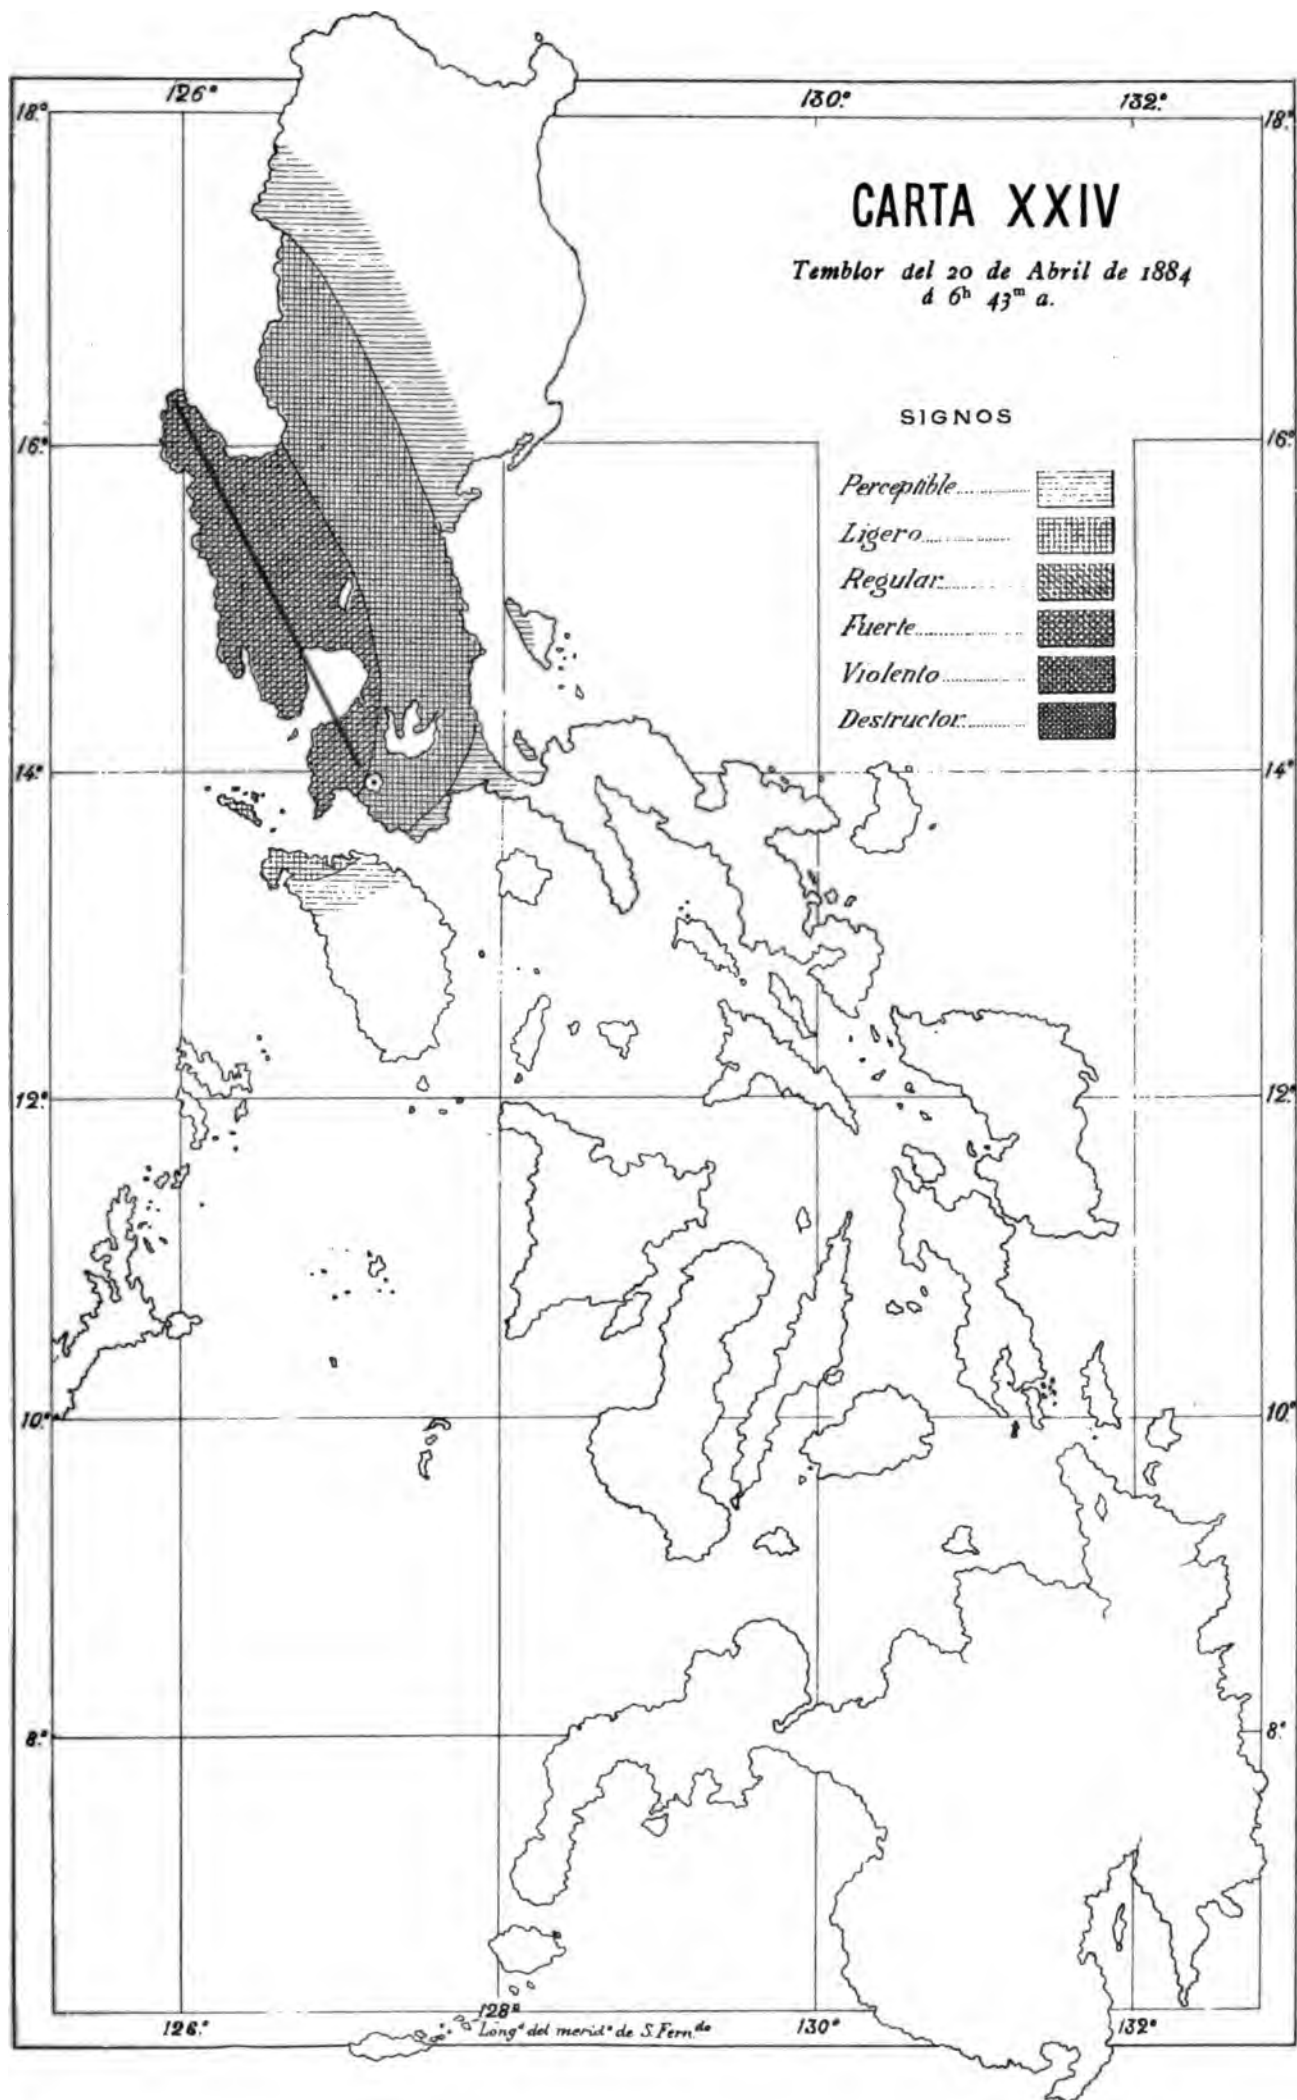 126°
130°
132°
18°
18°
CARTA XXIV
Temblor del 20 de Abril de 1884
á 6ʰ 43ᵐ a.
SIGNOS
16°
16°
Perceptible
Ligero
Regular
Fuerte
Violento
Destructor
14°
14°
12°
12°
10°
10°
8°
8°
128°
126°
Longᵈ del meridᵒ de S. Fernᵈᵒ
130°
132°